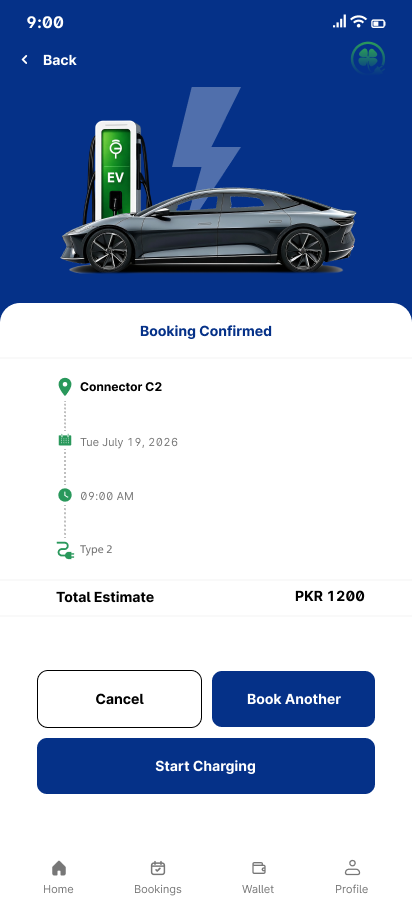 9:00
Back
EV
Booking Confirmed
Connector C2
Tue July 19, 2026
09:00 AM
Type 2
Total Estimate PKR 1200
Cancel Book Another
Start Charging
Home Bookings Wallet Profile